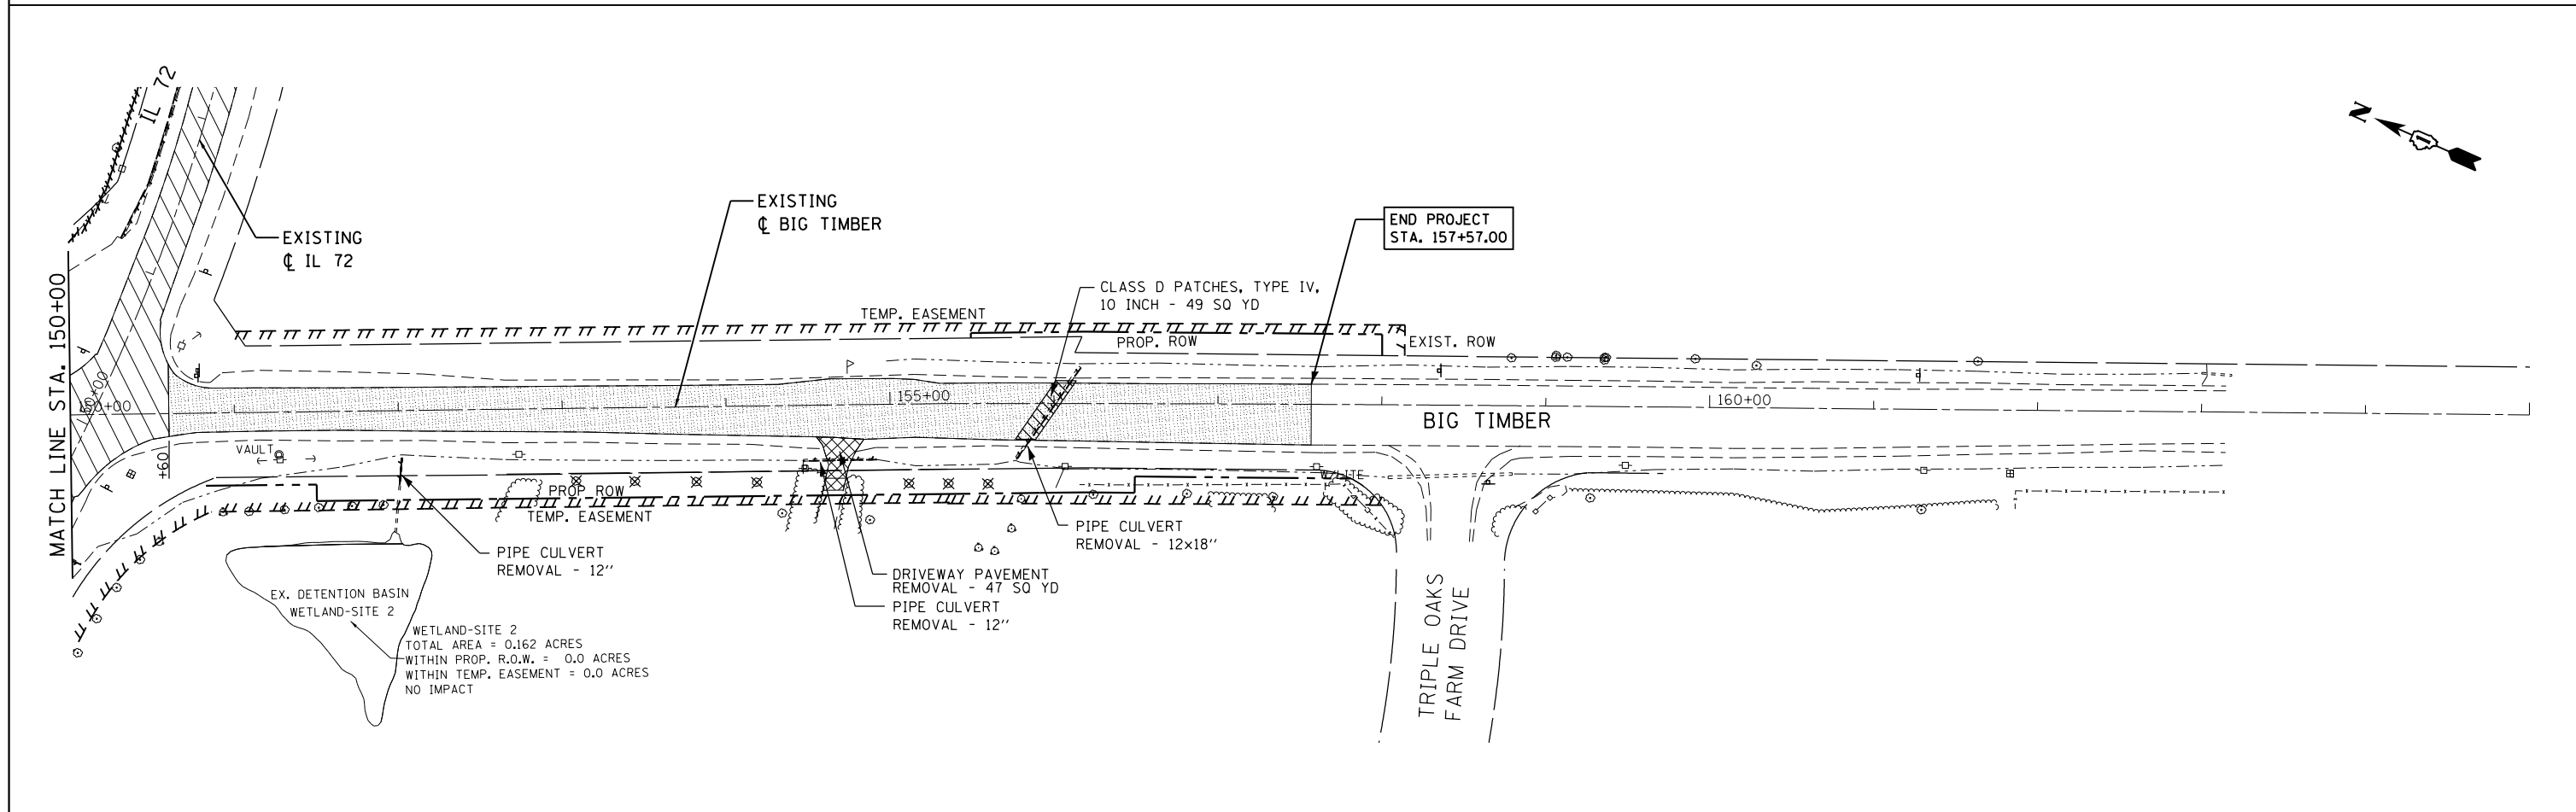 IL 72
N
EXISTING
℄ BIG TIMBER
END PROJECT
STA. 157+57.00
EXISTING
℄ IL 72
MATCH LINE STA. 150+00
CLASS D PATCHES, TYPE IV,
10 INCH - 49 SQ YD
TEMP. EASEMENT
PROP. ROW
EXIST. ROW
155+00
160+00
BIG TIMBER
VAULT
+60
PROP ROW
TEMP. EASEMENT
PIPE CULVERT
REMOVAL - 12x18"
PIPE CULVERT
REMOVAL - 12"
DRIVEWAY PAVEMENT
REMOVAL - 47 SQ YD
PIPE CULVERT
REMOVAL - 12"
EX. DETENTION BASIN
WETLAND-SITE 2
WETLAND-SITE 2
TOTAL AREA = 0.162 ACRES
WITHIN PROP. R.O.W. = 0.0 ACRES
WITHIN TEMP. EASEMENT = 0.0 ACRES
NO IMPACT
TRIPLE OAKS
FARM DRIVE